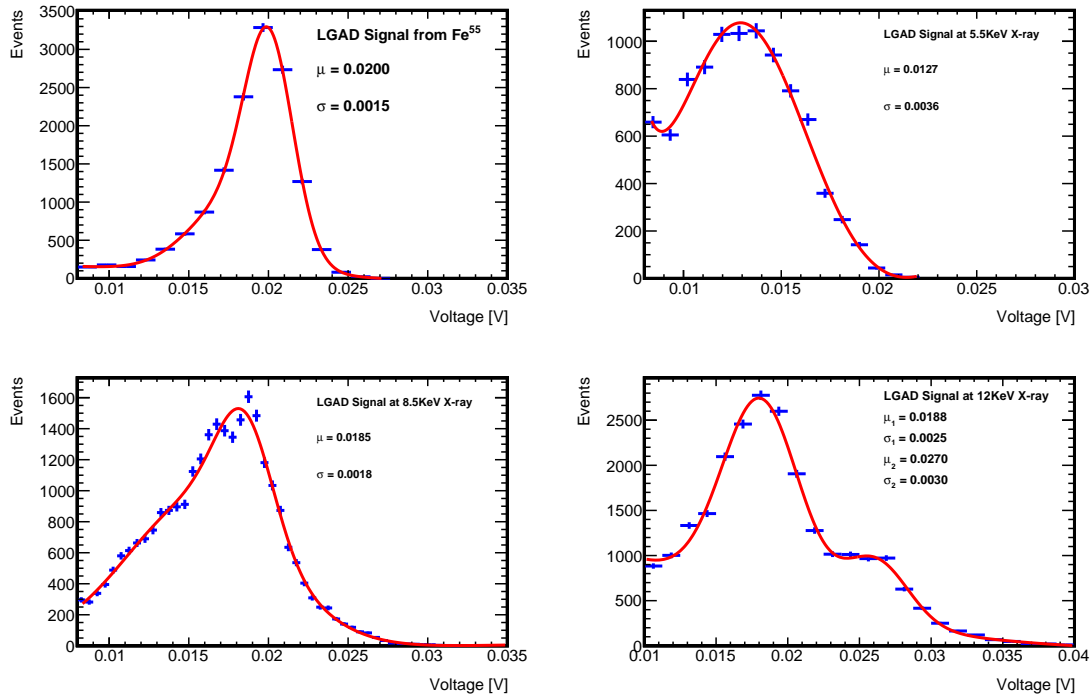 Events
3500
3000
2500
2000
1500
1000
500
0
LGAD Signal from Fe⁵⁵
μ = 0.0200
σ = 0.0015
0.01 0.015 0.02 0.025 0.03 0.035
Voltage [V]
Events
1000
800
600
400
200
0
LGAD Signal at 5.5KeV X-ray
μ = 0.0127
σ = 0.0036
0.01 0.015 0.02 0.025 0.03
Voltage [V]
Events
1600
1400
1200
1000
800
600
400
200
0
LGAD Signal at 8.5KeV X-ray
μ = 0.0185
σ = 0.0018
0.01 0.015 0.02 0.025 0.03 0.035
Voltage [V]
Events
2500
2000
1500
1000
500
0
LGAD Signal at 12KeV X-ray
μ₁ = 0.0188
σ₁ = 0.0025
μ₂ = 0.0270
σ₂ = 0.0030
0.01 0.015 0.02 0.025 0.03 0.035 0.04
Voltage [V]